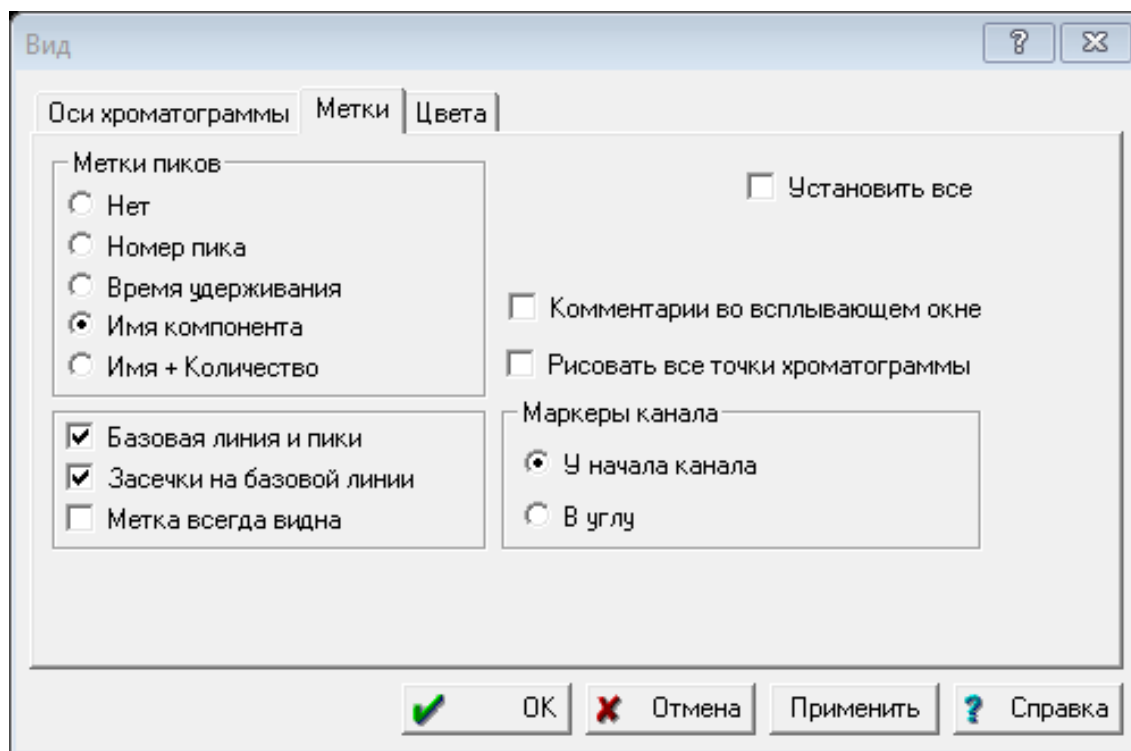 Вид
Оси хроматограммы Метки Цвета
Метки пиков
Нет
Номер пика
Время удерживания
Имя компонента
Имя + Количество
Установить все
Комментарии во всплывающем окне
Рисовать все точки хроматограммы
Базовая линия и пики
Засечки на базовой линии
Метка всегда видна
Маркеры канала
У начала канала
В углу
OK Отмена Применить ? Справка